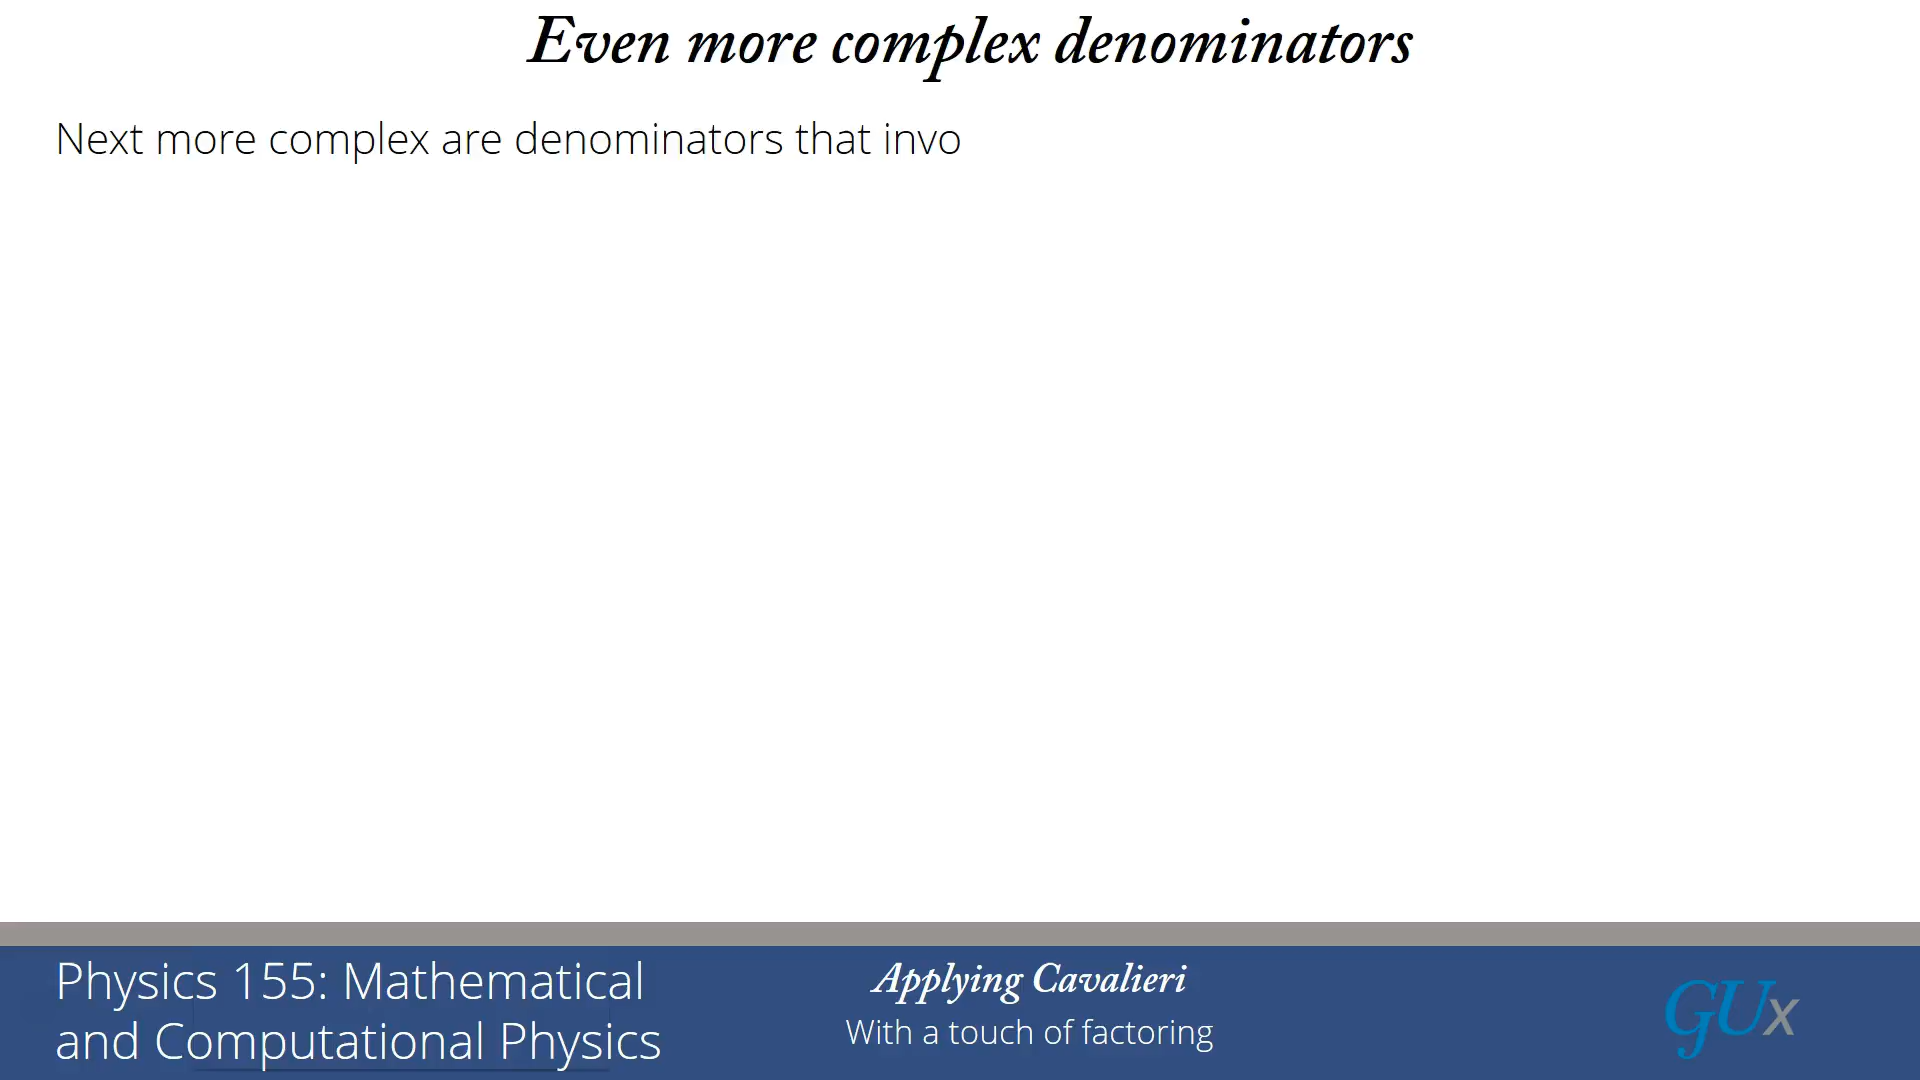 Even more complex denominators
Next more complex are denominators that invo
Physics 155: Mathematical
and Computational Physics
Applying Cavalieri
With a touch of factoring
GUx